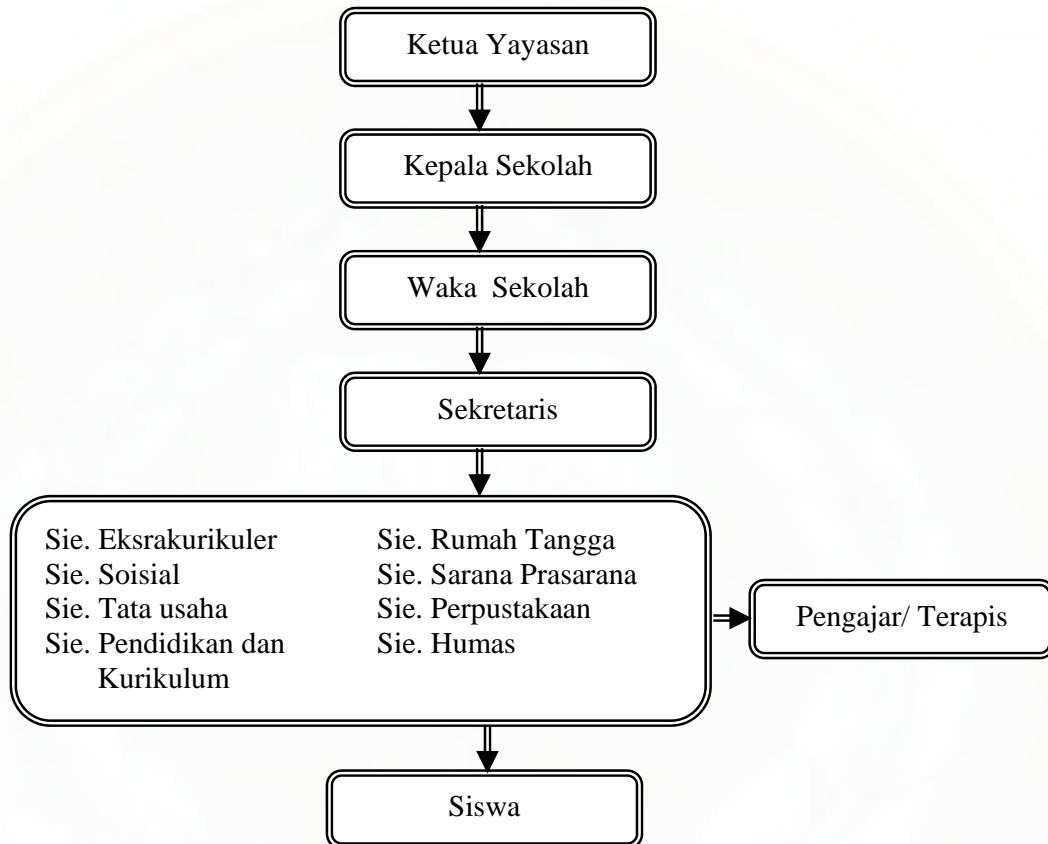 Ketua Yayasan
Kepala Sekolah
Waka  Sekolah
Sekretaris
Sie. Eksrakurikuler
Sie. Soisial
Sie. Tata usaha
Sie. Pendidikan dan
Kurikulum
Sie. Rumah Tangga
Sie. Sarana Prasarana
Sie. Perpustakaan
Sie. Humas
Pengajar/ Terapis
Siswa